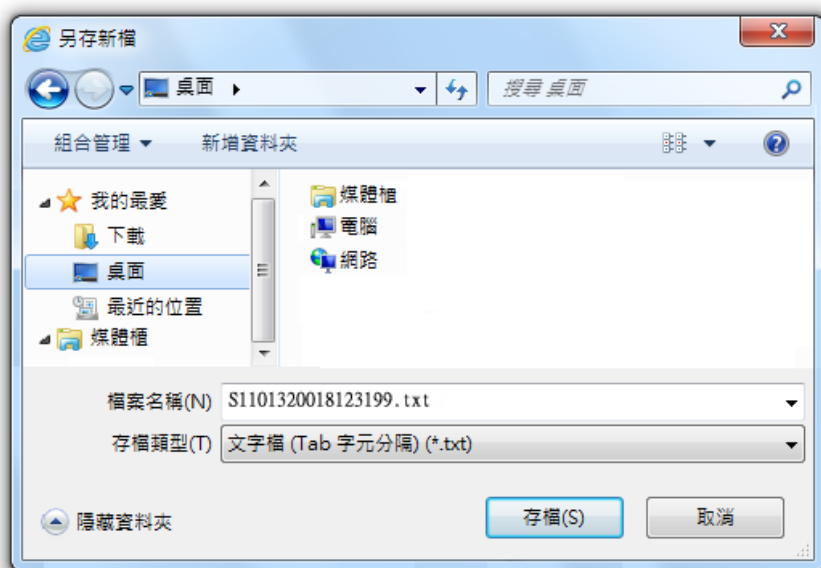 另存新檔
桌面
搜尋 桌面
組合管理
新增資料夾
我的最愛
下載
桌面
最近的位置
媒體櫃
媒體櫃
電腦
網路
檔案名稱(N) S1101320018123199.txt
存檔類型(T) 文字檔 (Tab 字元分隔) (*.txt)
隱藏資料夾
存檔(S)
取消